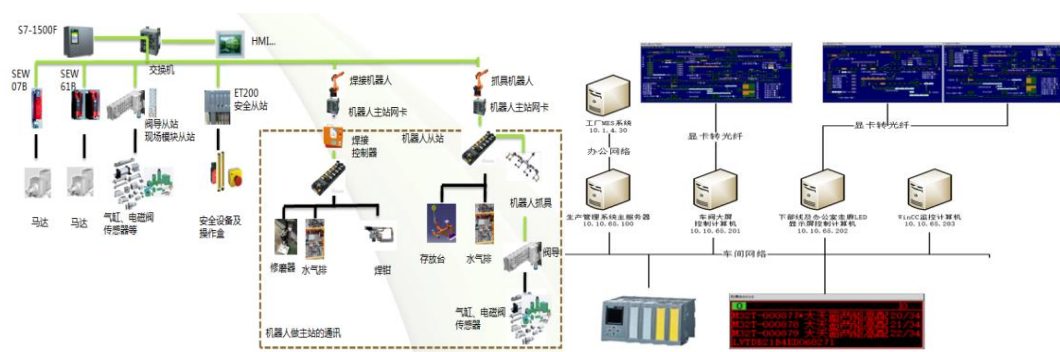 S7-1500F
HMI...
交换机
SEW
07B
SEW
61B
阀导从站
现场模块从站
ET200
安全从站
马达
马达
气缸、电磁阀
传感器等
安全设备及
操作盒
焊接机器人
机器人主站网卡
焊接
控制器
机器人从站
抓具机器人
机器人主站网卡
机器人抓具
修磨器
水气排
焊钳
存放台
水气排
阀导
气缸、电磁阀
传感器
机器人做主站的通讯
工厂MES系统
10.1.4.30
办公网络
显卡转光纤
显卡转光纤
生产管理系统主服务器
10.10.65.100
车间大屏
控制计算机
10.10.65.201
下部线及办公室走廊LED
显示屏控制计算机
10.10.65.202
WinCC监控计算机
10.10.65.203
车间网络